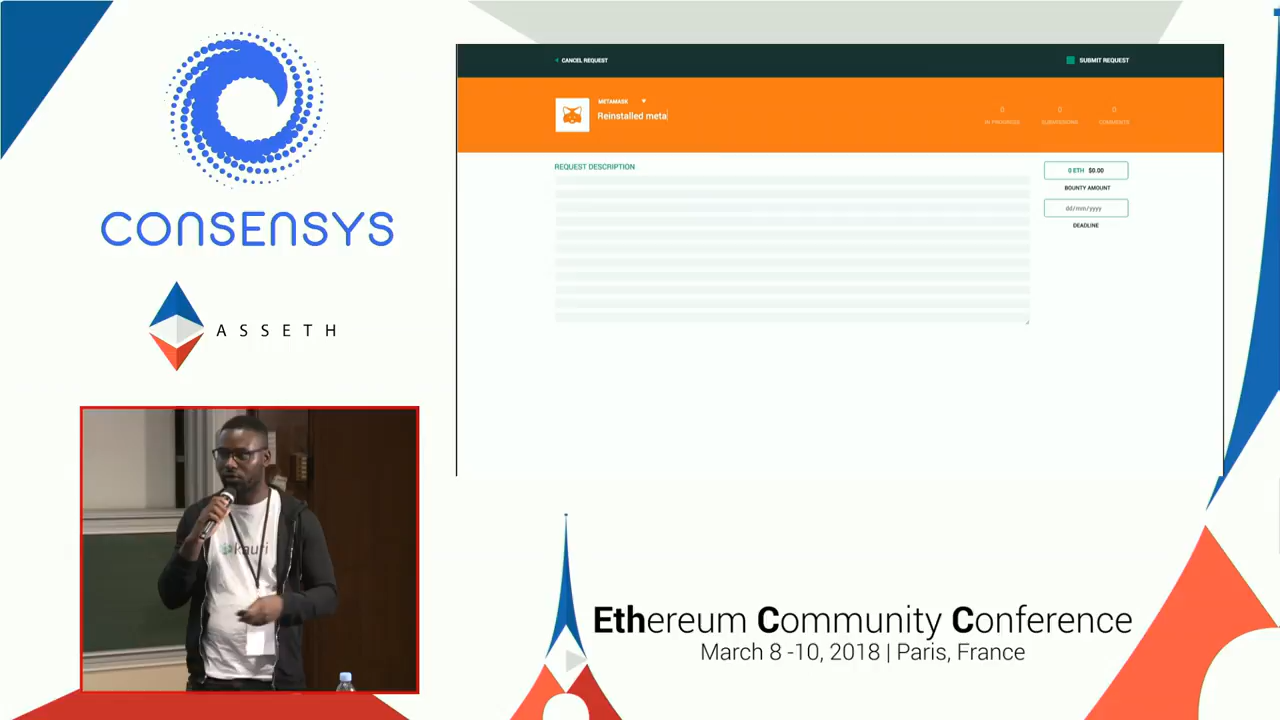 CONSENSYS
ASSETH
CANCEL REQUEST
SUBMIT REQUEST
METAMASK
Reinstalled meta
0 0 0
IN PROGRESS SUBMISSIONS COMMENTS
REQUEST DESCRIPTION
0 ETH $0.00
BOUNTY AMOUNT
dd/mm/yyyy
DEADLINE
kauri
Ethereum Community Conference
March 8 -10, 2018 | Paris, France